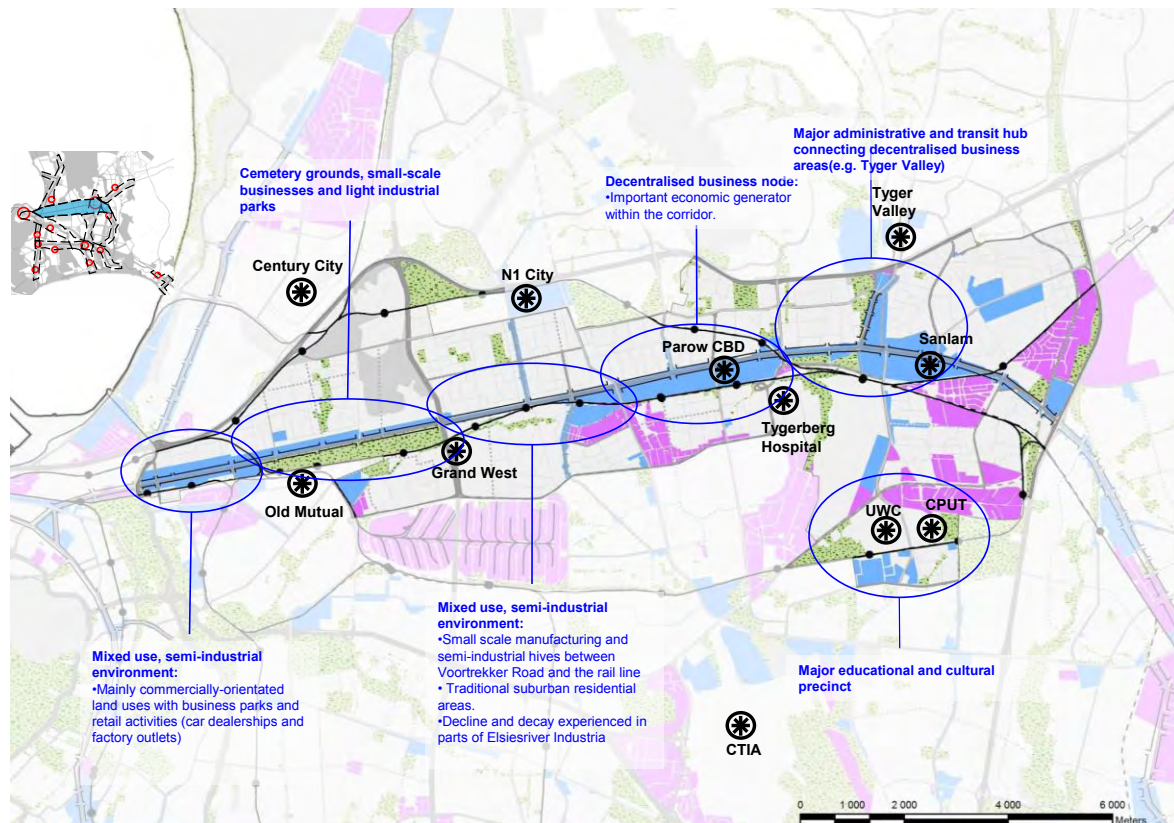 Major administrative and transit hub
connecting decentralised business
areas(e.g. Tyger Valley)
Cemetery grounds, small-scale
businesses and light industrial
parks
Decentralised business node:
•Important economic generator
within the corridor.
Tyger
Valley
Century City
N1 City
Parow CBD
Sanlam
Tygerberg
Hospital
Grand West
Old Mutual
UWC
CPUT
Mixed use, semi-industrial
environment:
•Mainly commercially-orientated
land uses with business parks and
retail activities (car dealerships and
factory outlets)
Mixed use, semi-industrial
environment:
•Small scale manufacturing and
semi-industrial hives between
Voortrekker Road and the rail line
• Traditional suburban residential
areas.
•Decline and decay experienced in
parts of Elsiesriver Industria
Major educational and cultural
precinct
CTIA
0 1 000 2 000 4 000 6 000
Meters